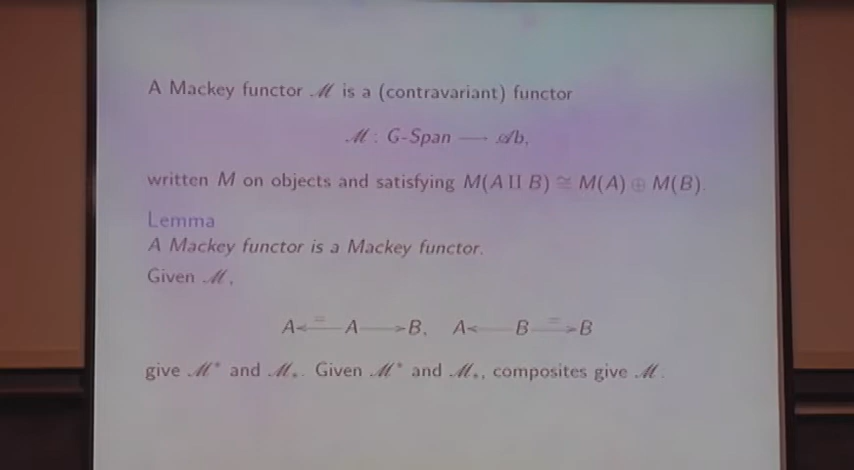 A Mackey functor ℳ is a (contravariant) functor
ℳ : G-Span ⟶ 𝒜b,
written M on objects and satisfying M(A ⨿ B) ≅ M(A) ⊕ M(B).
Lemma
A Mackey functor is a Mackey functor.
Given ℳ,
A <—=— A ——> B, A <—— B —=—> B
give ℳ* and ℳ*. Given ℳ* and ℳ*, composites give ℳ.